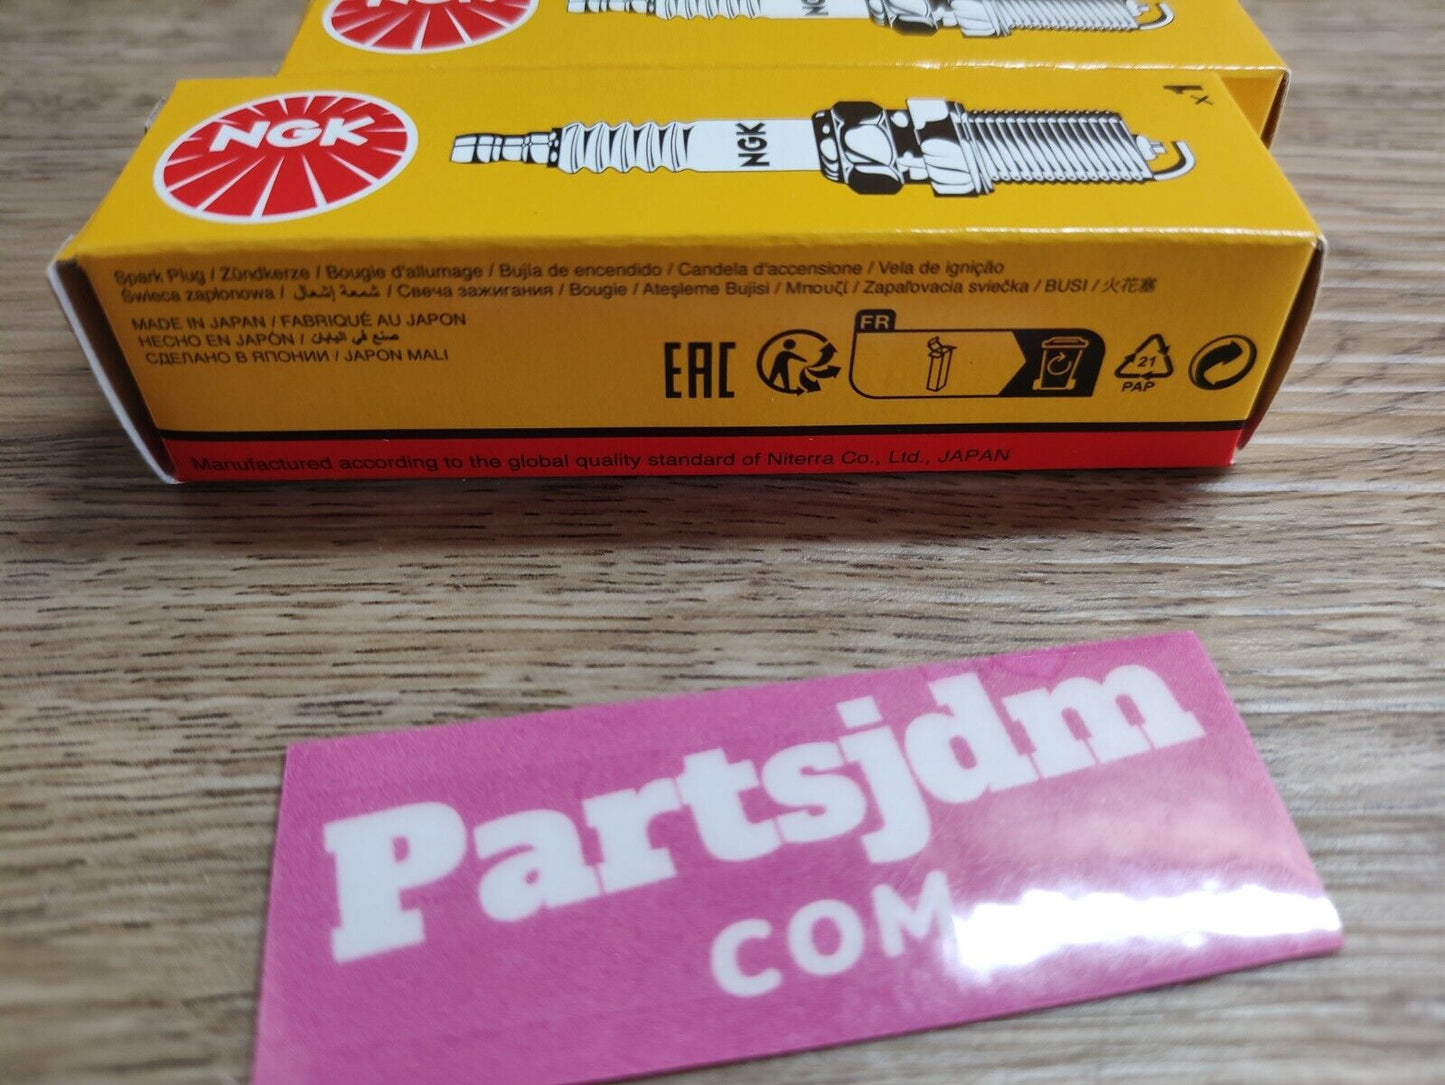 NGK
NGK
1x
Spark Plug / Zündkerze / Bougie d'allumage / Bujía de encendido / Candela d'accensione / Vela de ignição
Świeca zapłonowa / شمعة إشعال / Свеча зажигания / Bougie / Ateşleme Bujisi / Μπουζί / Zapaľovacia sviečka / BUSI / 火花塞
MADE IN JAPAN / FABRIQUÉ AU JAPON
HECHO EN JAPÓN / صنع في اليابان
СДЕЛАНО В ЯПОНИИ / JAPON MALI
EAC
FR
21
PAP
Manufactured according to the global quality standard of Niterra Co., Ltd., JAPAN
Partsjdm
COM